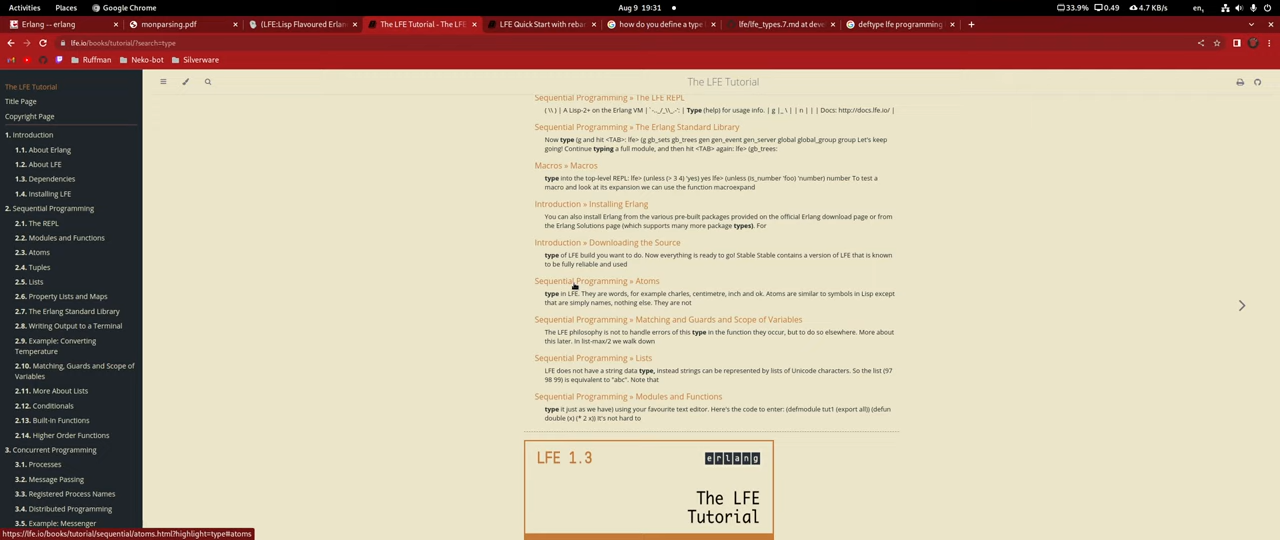 Activities Places Google Chrome Aug 9 19:31 33.9% 0.49 4.7 KB/s en
Erlang -- erlang monparsing.pdf (LFE:Lisp Flavoured Erlan The LFE Tutorial - The LFE LFE Quick Start with reba how do you define a type lfe/lfe_types.7.md at deve deftype lfe programming
lfe.io/books/tutorial/?search=type
Ruffman Neko-bot Silverware
The LFE Tutorial
Title Page
Copyright Page
1. Introduction
1.1. About Erlang
1.2. About LFE
1.3. Dependencies
1.4. Installing LFE
2. Sequential Programming
2.1. The REPL
2.2. Modules and Functions
2.3. Atoms
2.4. Tuples
2.5. Lists
2.6. Property Lists and Maps
2.7. The Erlang Standard Library
2.8. Writing Output to a Terminal
2.9. Example: Converting
Temperature
2.10. Matching, Guards and Scope of
Variables
2.11. More About Lists
2.12. Conditionals
2.13. Built-in Functions
2.14. Higher Order Functions
3. Concurrent Programming
3.1. Processes
3.2. Message Passing
3.3. Registered Process Names
3.4. Distributed Programming
3.5. Example: Messenger
https://lfe.io/books/tutorial/sequential/atoms.html?highlight=type#atoms
The LFE Tutorial
Sequential Programming » The LFE REPL
( \\ ) | A Lisp-2+ on the Erlang VM | | Type (help) for usage info. | g |_ \ | | n | | | Docs: http://docs.lfe.io/ |
Sequential Programming » The Erlang Standard Library
Now type (g and hit <TAB>: lfe> (g gb_sets gb_trees gen gen_event gen_server global global_group group Let's keep
going! Continue typing a full module, and then hit <TAB> again: lfe> (gb_trees:
Macros » Macros
type into the top-level REPL: lfe> (unless (> 3 4) 'yes) yes lfe> (unless (is_number 'foo) 'number) number To test a
macro and look at its expansion we can use the function macroexpand
Introduction » Installing Erlang
You can also install Erlang from the various pre-built packages provided on the official Erlang download page or from
the Erlang Solutions page (which supports many more package types). For
Introduction » Downloading the Source
type of LFE build you want to do. Now everything is ready to go! Stable Stable contains a version of LFE that is known
to be fully reliable and used
Sequential Programming » Atoms
type in LFE. They are words, for example charles, centimetre, inch and ok. Atoms are similar to symbols in Lisp except
that are simply names, nothing else. They are not
Sequential Programming » Matching and Guards and Scope of Variables
The LFE philosophy is not to handle errors of this type in the function they occur, but to do so elsewhere. More about
this later. In list-max/2 we walk down
Sequential Programming » Lists
LFE does not have a string data type, instead strings can be represented by lists of Unicode characters. So the list (97
98 99) is equivalent to "abc". Note that
Sequential Programming » Modules and Functions
type it just as we have) using your favourite text editor. Here's the code to enter: (defmodule tut1 (export all)) (defun
double (x) (* 2 x)) It's not hard to
LFE 1.3 erlang
The LFE
Tutorial